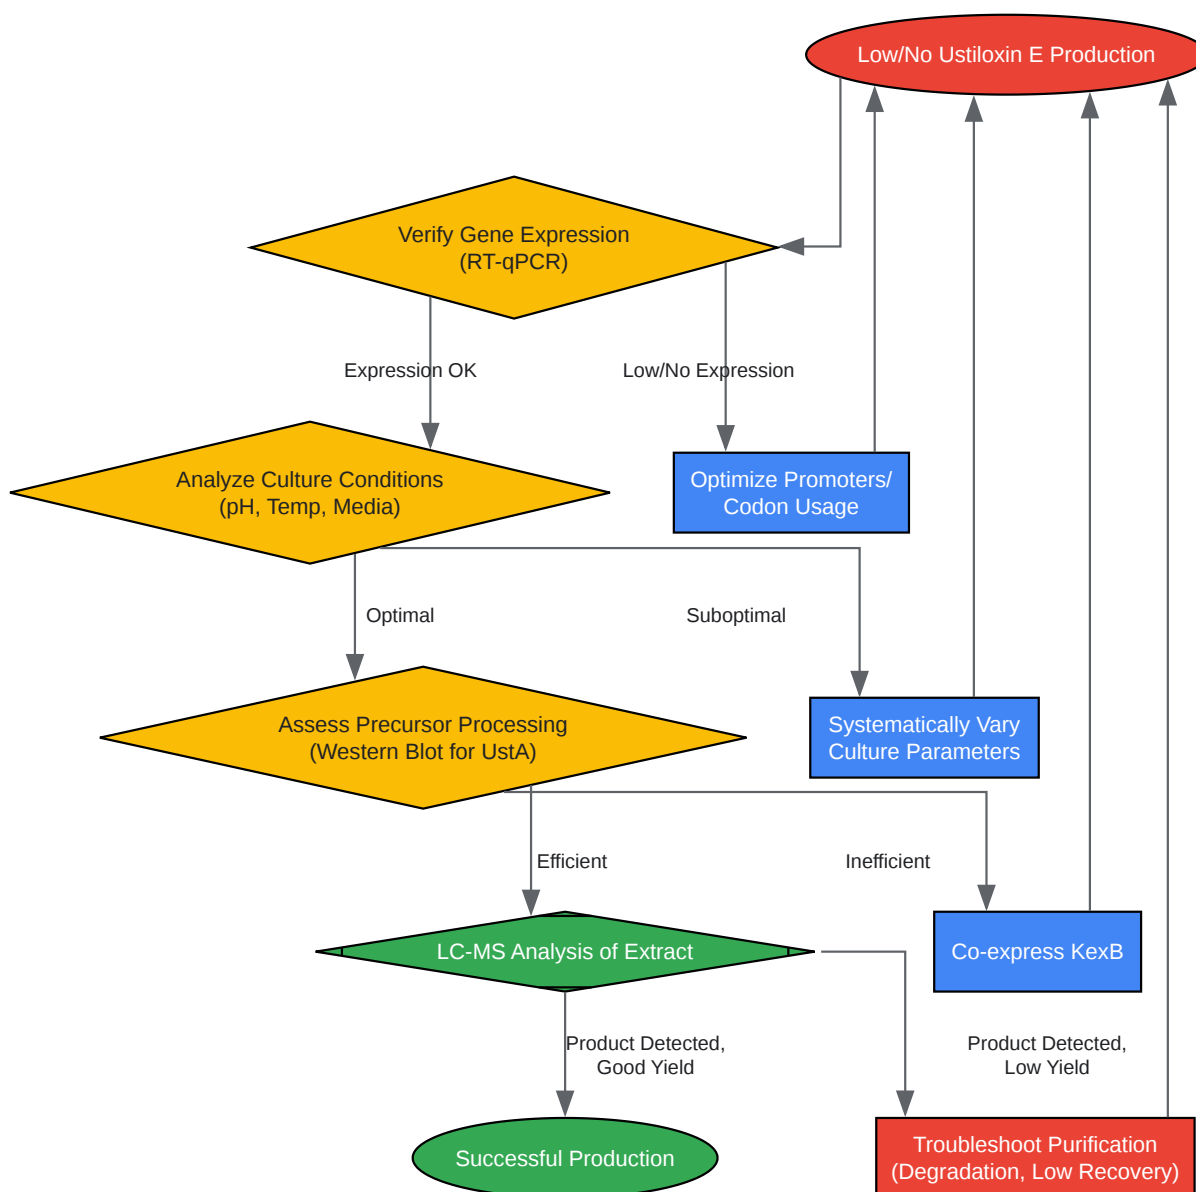 Low/No Ustiloxin E Production
Verify Gene Expression
(RT-qPCR)
Expression OK
Low/No Expression
Analyze Culture Conditions
(pH, Temp, Media)
Optimize Promoters/
Codon Usage
Optimal
Suboptimal
Assess Precursor Processing
(Western Blot for UstA)
Systematically Vary
Culture Parameters
Efficient
Inefficient
LC-MS Analysis of Extract
Co-express KexB
Product Detected,
Good Yield
Product Detected,
Low Yield
Successful Production
Troubleshoot Purification
(Degradation, Low Recovery)